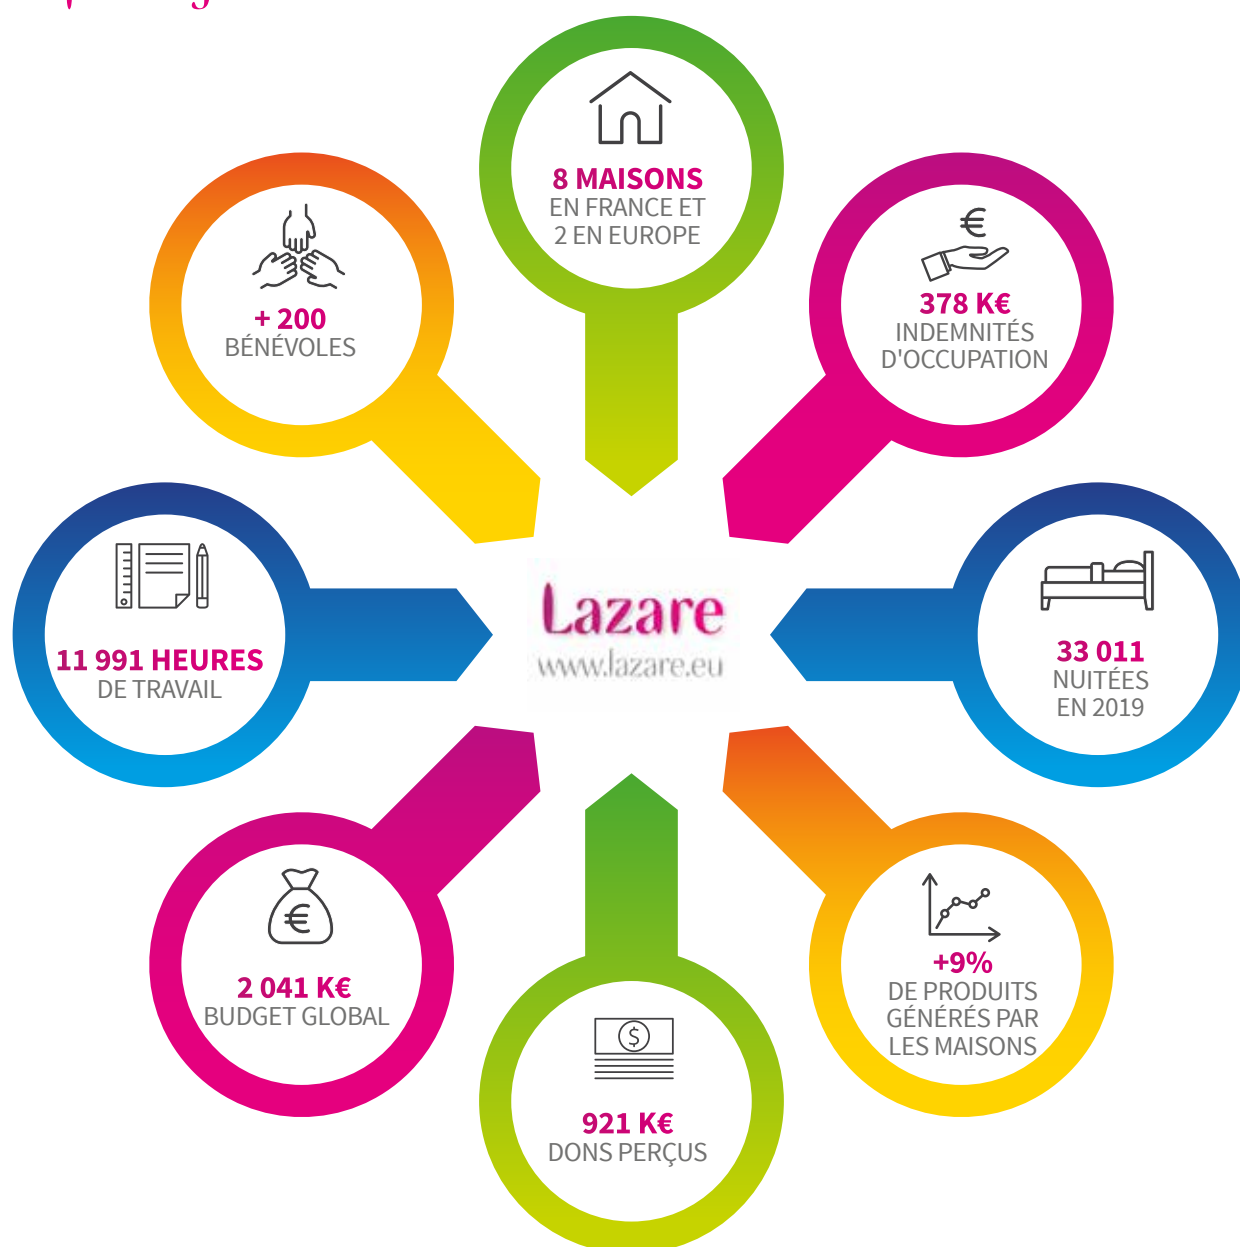 8 MAISONS
EN FRANCE ET
2 EN EUROPE
378 K€
INDEMNITÉS
D'OCCUPATION
33 011
NUITÉES
EN 2019
+9%
DE PRODUITS
GÉNÉRÉS PAR
LES MAISONS
921 K€
DONS PERÇUS
2 041 K€
BUDGET GLOBAL
11 991 HEURES
DE TRAVAIL
+ 200
BÉNÉVOLES
Lazare
www.lazare.eu